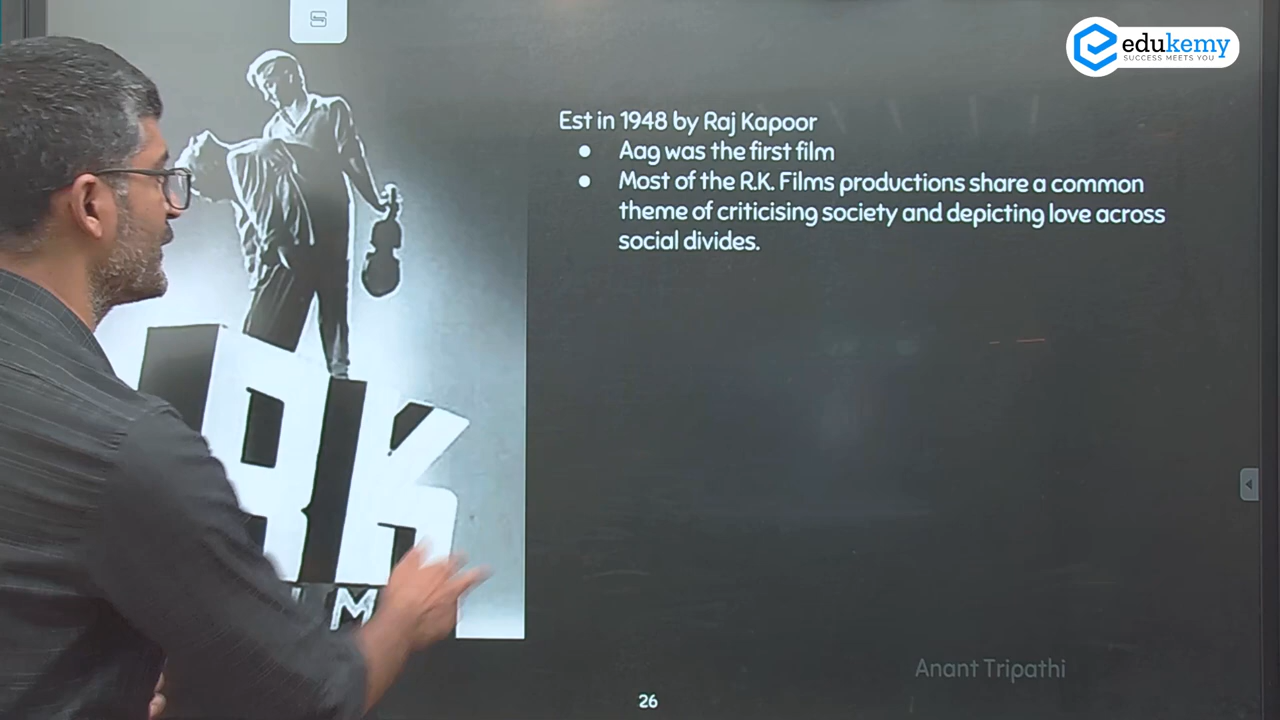 edukemy
SUCCESS MEETS YOU
Est in 1948 by Raj Kapoor
● Aag was the first film
● Most of the R.K. Films productions share a common
theme of criticising society and depicting love across
social divides.
RK
Anant Tripathi
26